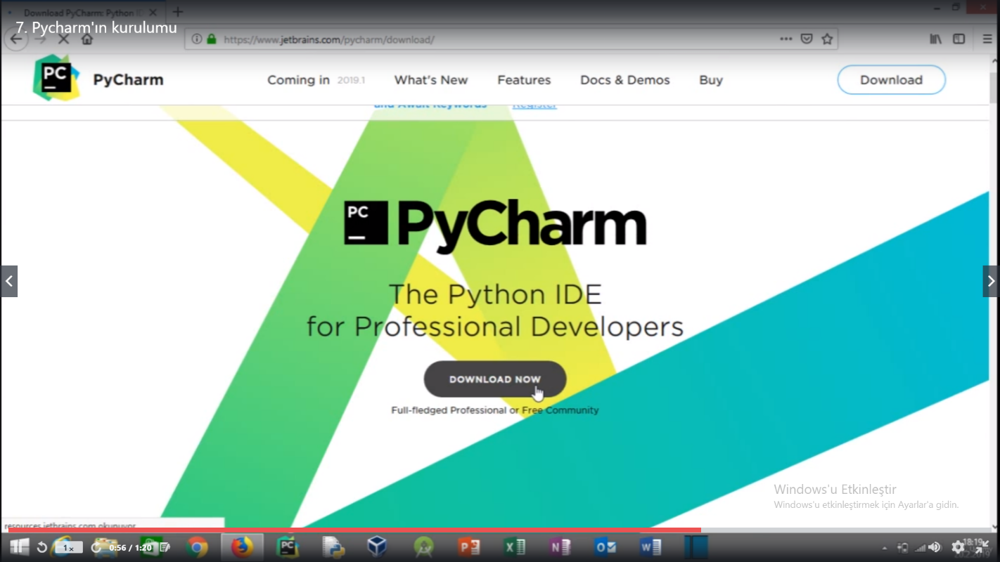 Download PyCharm: Python I
7. Pycharm'ın kurulumu
https://www.jetbrains.com/pycharm/download/
PC
PyCharm
Coming in 2019.1
What's New
Features
Docs & Demos
Buy
Download
and Await Keywords
Register
PC
PyCharm
The Python IDE
for Professional Developers
DOWNLOAD NOW
Full-fledged Professional or Free Community
Windows'u Etkinleştir
Windows'u etkinleştirmek için Ayarlar'a gidin.
resources.jetbrains.com okunuyor
1x
0:56 / 1:20
PC
18:19